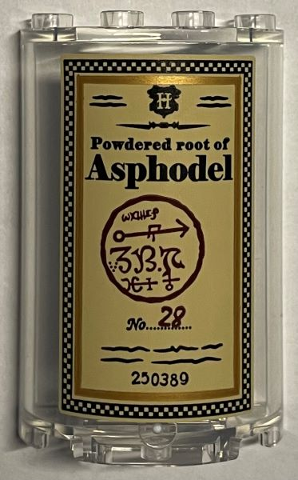 H
Powdered root of
Asphodel
No. 28
250389